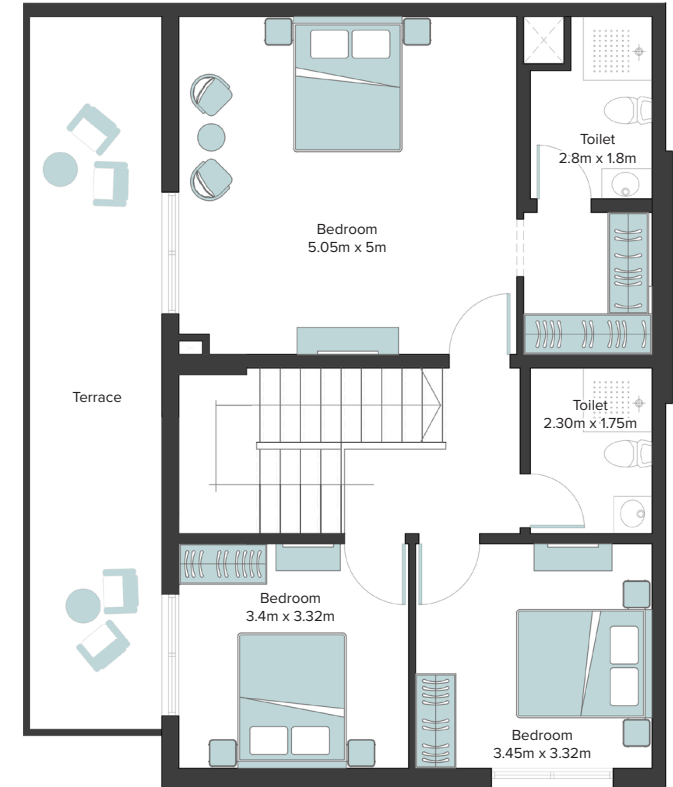 Toilet
2.8m x 1.8m
Bedroom
5.05m x 5m
Terrace
Toilet
2.30m x 1.75m
Bedroom
3.4m x 3.32m
Bedroom
3.45m x 3.32m